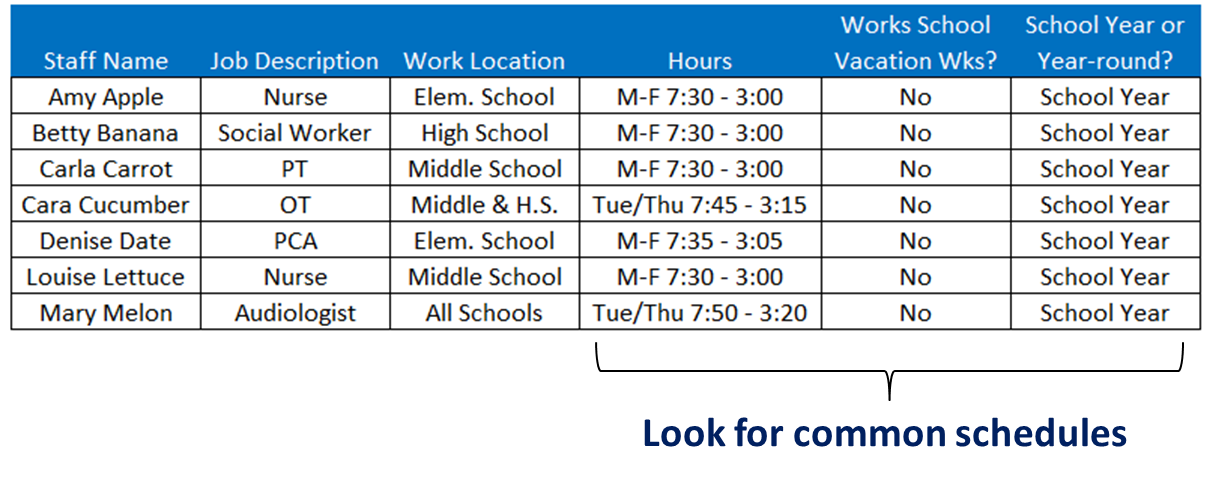 Works School School Year or
Staff Name Job Description Work Location Hours Vacation Wks? Year-round?
Amy Apple Nurse Elem. School M-F 7:30 - 3:00 No School Year
Betty Banana Social Worker High School M-F 7:30 - 3:00 No School Year
Carla Carrot PT Middle School M-F 7:30 - 3:00 No School Year
Cara Cucumber OT Middle & H.S. Tue/Thu 7:45 - 3:15 No School Year
Denise Date PCA Elem. School M-F 7:35 - 3:05 No School Year
Louise Lettuce Nurse Middle School M-F 7:30 - 3:00 No School Year
Mary Melon Audiologist All Schools Tue/Thu 7:50 - 3:20 No School Year
Look for common schedules